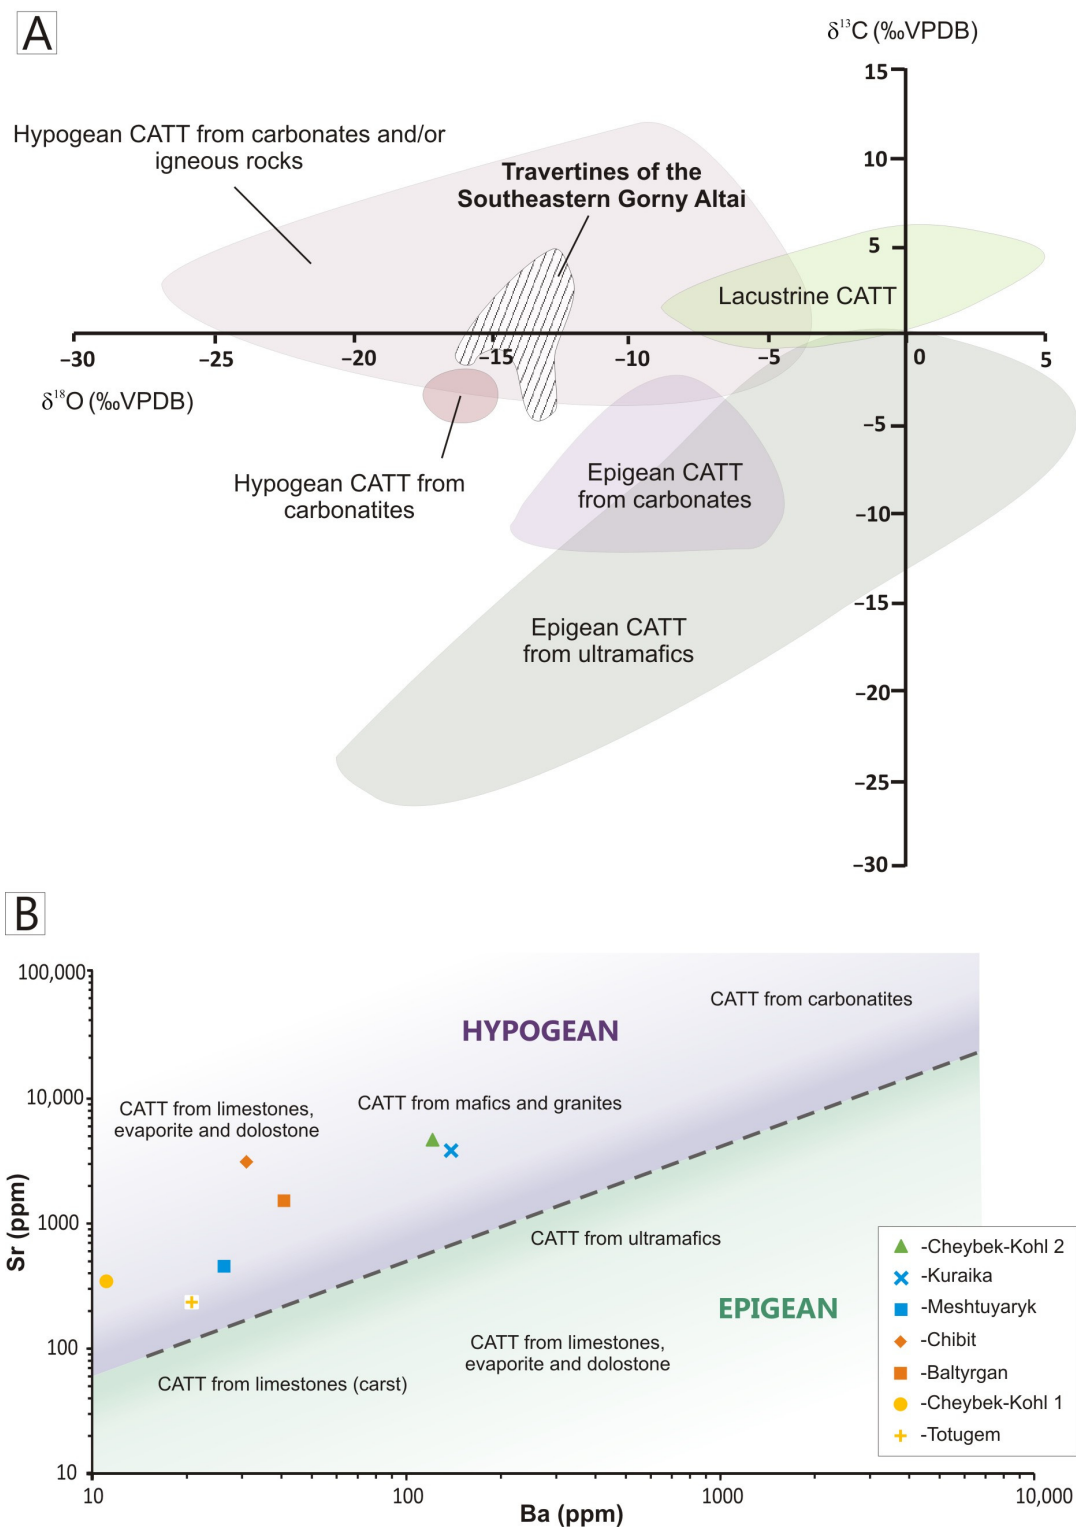 A
δ¹³C (‰VPDB)
15
Hypogean CATT from carbonates and/or
igneous rocks
10
Travertines of the
Southeastern Gorny Altai
5
Lacustrine CATT
–30
–25
–20
–15
–10
–5
0
5
δ¹⁸O (‰VPDB)
–5
Hypogean CATT from
carbonatites
Epigean CATT
from carbonates
–10
–15
Epigean CATT
from ultramafics
–20
–25
–30
B
100,000
CATT from carbonatites
HYPOGEAN
10,000
CATT from limestones,
evaporite and dolostone
CATT from mafics and granites
1000
Sr (ppm)
CATT from ultramafics
EPIGEAN
100
CATT from limestones,
evaporite and dolostone
CATT from limestones (carst)
-Cheybek-Kohl 2
-Kuraika
-Meshtuyaryk
-Chibit
-Baltyrgan
-Cheybek-Kohl 1
-Totugem
10
10
100
1000
10,000
Ba (ppm)